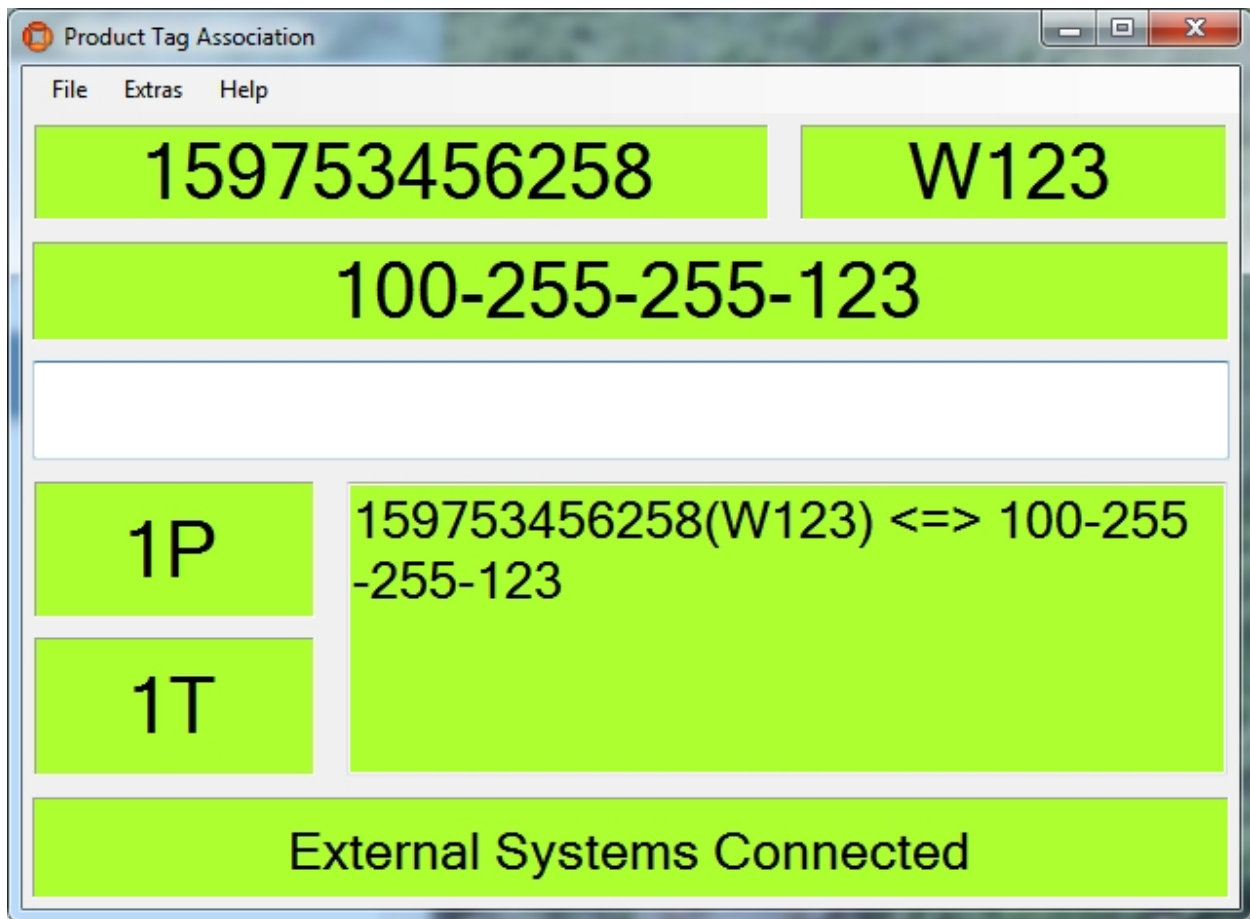 Product Tag Association
File Extras Help
159753456258 W123
100-255-255-123
1P
159753456258(W123) <=> 100-255
-255-123
1T
External Systems Connected